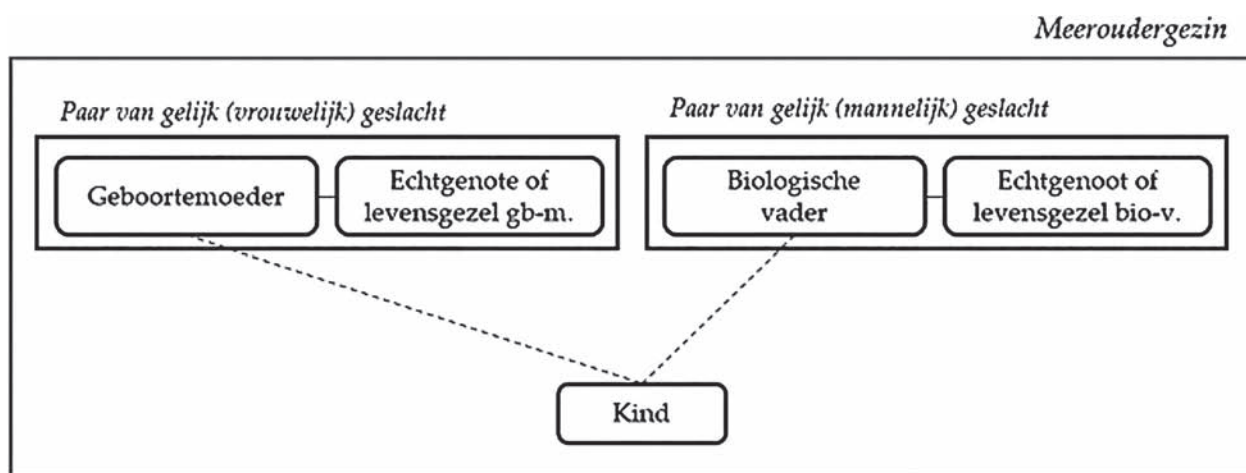 Meeroudergezin
Paar van gelijk (vrouwelijk) geslacht
Paar van gelijk (mannelijk) geslacht
Geboortemoeder
Echtgenote of
levensgezel gb-m.
Biologische
vader
Echtgenoot of
levensgezel bio-v.
Kind